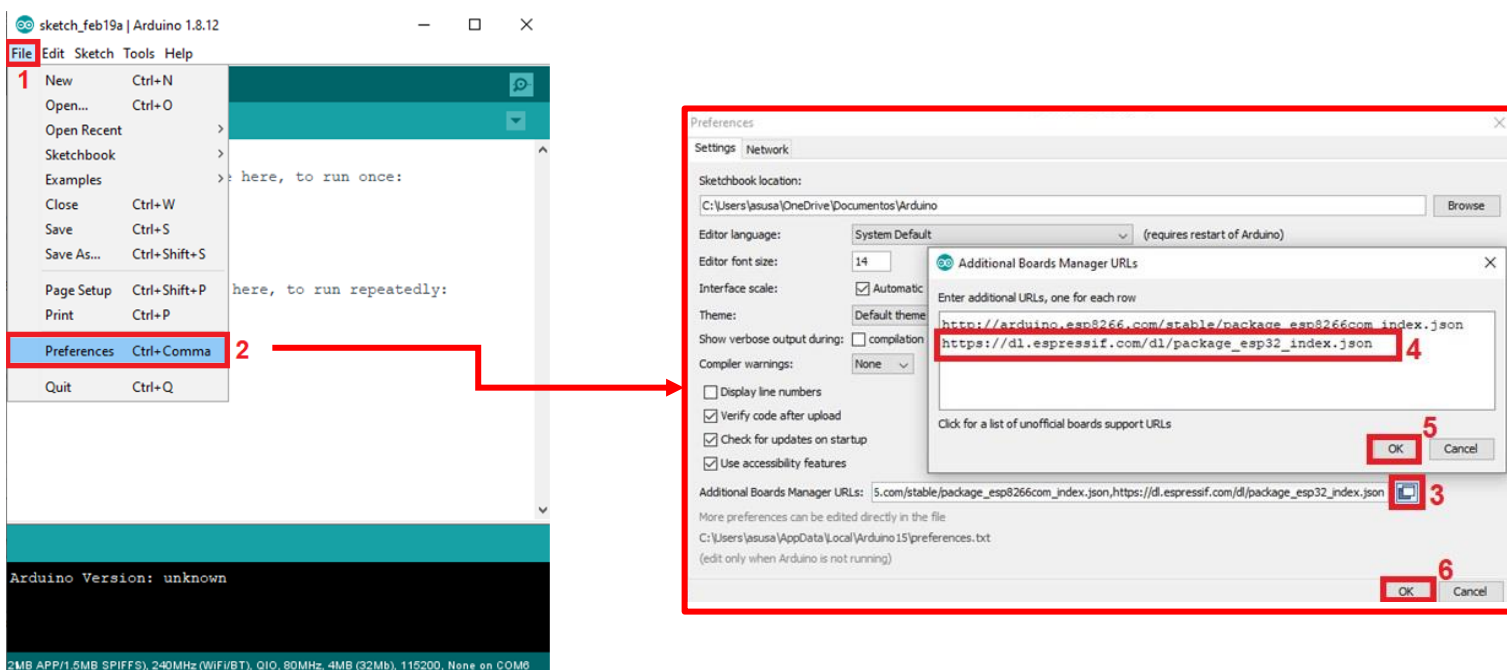 sketch_feb19a | Arduino 1.8.12
File Edit Sketch Tools Help
1
New Ctrl+N
Open... Ctrl+O
Open Recent
Sketchbook
Examples
Close Ctrl+W
Save Ctrl+S
Save As... Ctrl+Shift+S
Page Setup Ctrl+Shift+P
Print Ctrl+P
Preferences Ctrl+Comma
2
Quit Ctrl+Q
here, to run once:
here, to run repeatedly:
Arduino Version: unknown
2MB APP/1.5MB SPIFFS), 240MHz (WiFi/BT), QIO, 80MHz, 4MB (32Mb), 115200, None on COM6
Preferences
Settings Network
Sketchbook location:
C:\Users\asusa\OneDrive\Documentos\Arduino Browse
Editor language: System Default (requires restart of Arduino)
Editor font size: 14
Interface scale: Automatic
Theme: Default theme
Show verbose output during: compilation
Compiler warnings: None
Display line numbers
Verify code after upload
Check for updates on startup
Use accessibility features
Additional Boards Manager URLs: 5.com/stable/package_esp8266com_index.json,https://dl.espressif.com/dl/package_esp32_index.json
3
More preferences can be edited directly in the file
C:\Users\asusa\AppData\Local\Arduino15\preferences.txt
(edit only when Arduino is not running)
6
OK Cancel
Additional Boards Manager URLs
Enter additional URLs, one for each row
http://arduino.esp8266.com/stable/package_esp8266com_index.json
https://dl.espressif.com/dl/package_esp32_index.json
4
Click for a list of unofficial boards support URLs
5
OK Cancel